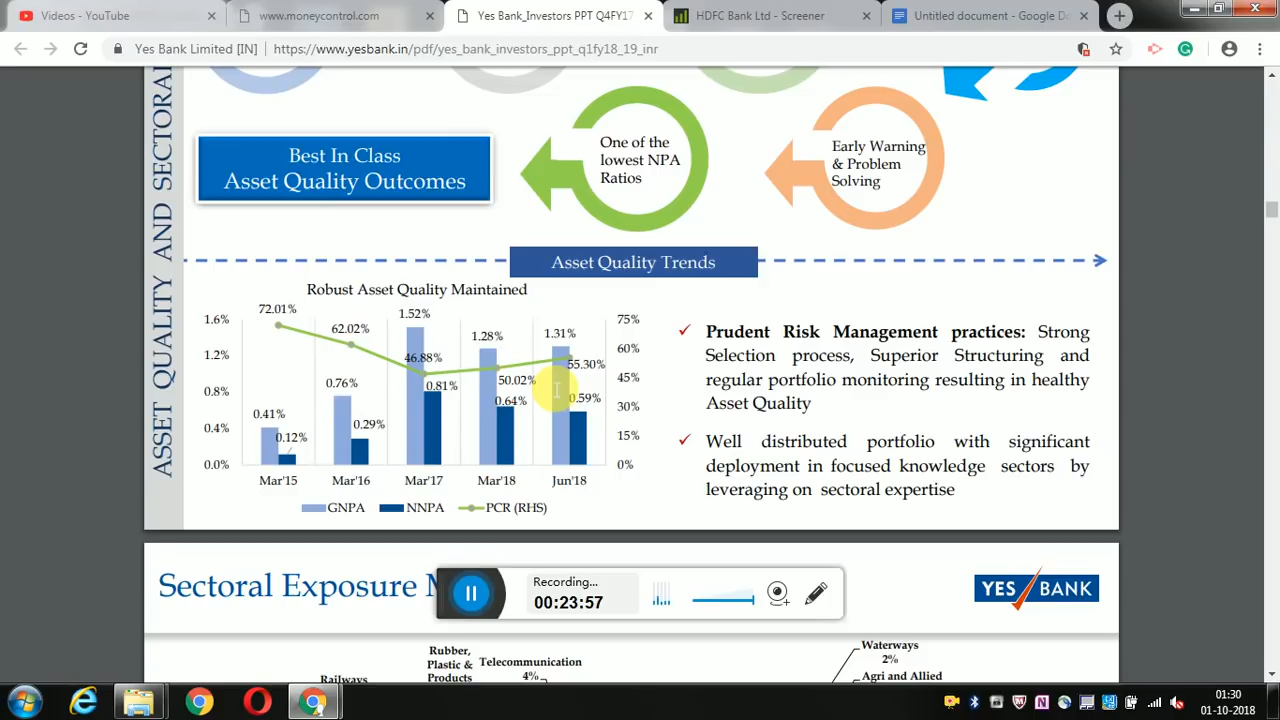 Videos - YouTube
www.moneycontrol.com
Yes Bank_Investors PPT Q4FY17
HDFC Bank Ltd - Screener
Untitled document - Google D
Yes Bank Limited [IN]
https://www.yesbank.in/pdf/yes_bank_investors_ppt_q1fy18_19_inr
ASSET QUALITY AND SECTORAL
Best In Class
Asset Quality Outcomes
One of the
lowest NPA
Ratios
Early Warning
& Problem
Solving
Asset Quality Trends
Robust Asset Quality Maintained
1.6%
1.2%
0.8%
0.4%
0.0%
72.01%
62.02%
46.88%
50.02%
55.30%
0.41%
0.76%
1.52%
1.28%
1.31%
0.12%
0.29%
0.81%
0.64%
0.59%
75%
60%
45%
30%
15%
0%
Mar'15
Mar'16
Mar'17
Mar'18
Jun'18
GNPA
NNPA
PCR (RHS)
Prudent Risk Management practices: Strong
Selection process, Superior Structuring and
regular portfolio monitoring resulting in healthy
Asset Quality
Well distributed portfolio with significant
deployment in focused knowledge sectors by
leveraging on sectoral expertise
Sectoral Exposure
Recording...
00:23:57
YES BANK
Rubber,
Plastic &
Products
Telecommunication
4%
Railways
Waterways
2%
Agri and Allied
01:30
01-10-2018